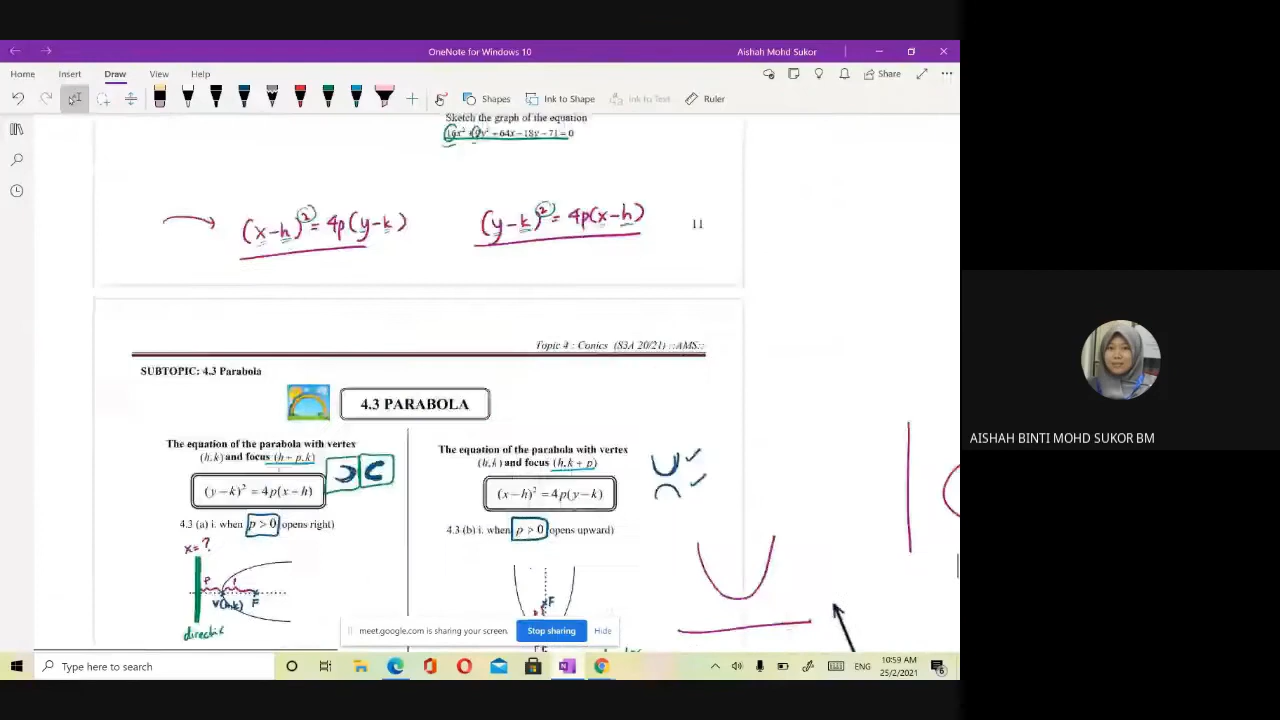 OneNote for Windows 10
Aishah Mohd Sukor
Home Insert Draw View Help
Share
Shapes Ink to Shape Ink to Text Ruler
Sketch the graph of the equation
(x-h)²=4p(y-k)
(y-k)²=4p(x-h)
11
Topic 4 : Conics (S3A 20/21) ::AMS::
SUBTOPIC: 4.3 Parabola
4.3 PARABOLA
The equation of the parabola with vertex
(h,k) and focus (h+p,k)
(y-k)²=4p(x-h)
4.3 (a) i. when p>0 opens right)
x=?
P
V(h,k) F
The equation of the parabola with vertex
(h,k) and focus (h,k+p)
(x-h)²=4p(y-k)
4.3 (b) i. when p>0 opens upward)
F
meet.google.com is sharing your screen.
Stop sharing
Hide
AISHAH BINTI MOHD SUKOR BM
Type here to search
ENG
10:59 AM
25/2/2021
6